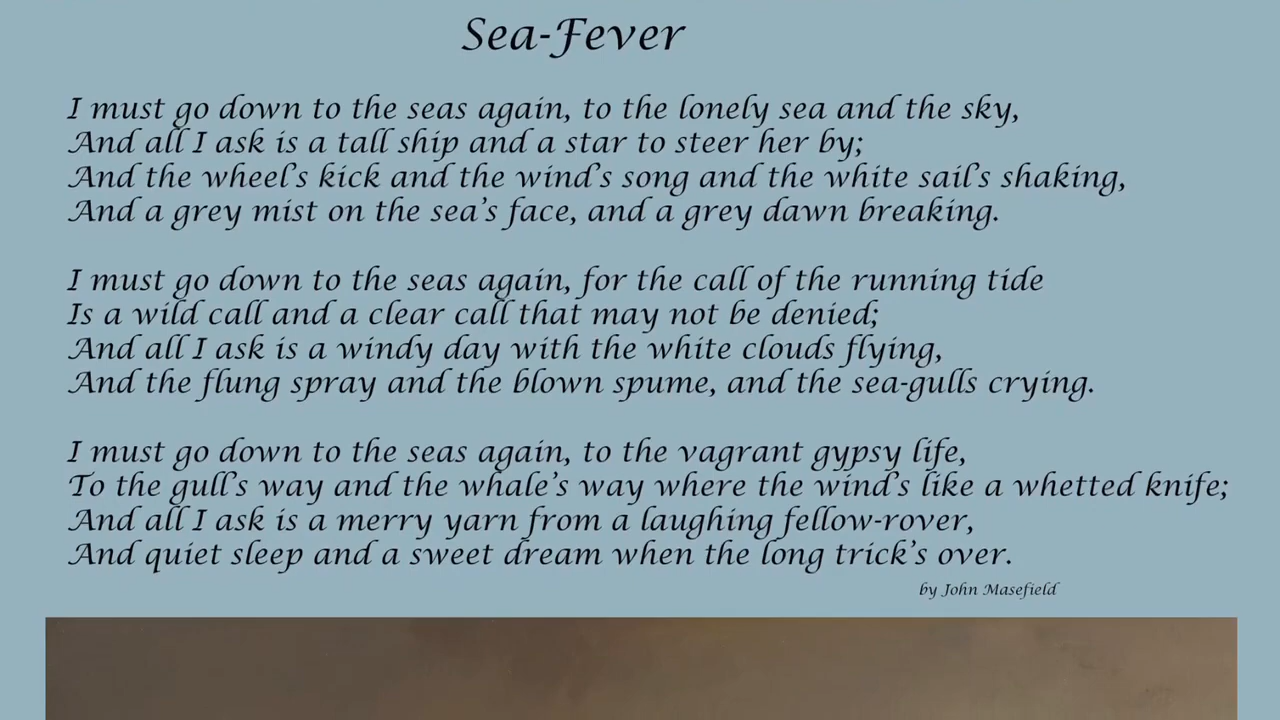 Sea-Fever
I must go down to the seas again, to the lonely sea and the sky,
And all I ask is a tall ship and a star to steer her by;
And the wheel’s kick and the wind’s song and the white sail’s shaking,
And a grey mist on the sea’s face, and a grey dawn breaking.
I must go down to the seas again, for the call of the running tide
Is a wild call and a clear call that may not be denied;
And all I ask is a windy day with the white clouds flying,
And the flung spray and the blown spume, and the sea-gulls crying.
I must go down to the seas again, to the vagrant gypsy life,
To the gull’s way and the whale’s way where the wind’s like a whetted knife;
And all I ask is a merry yarn from a laughing fellow-rover,
And quiet sleep and a sweet dream when the long trick’s over.
by John Masefield